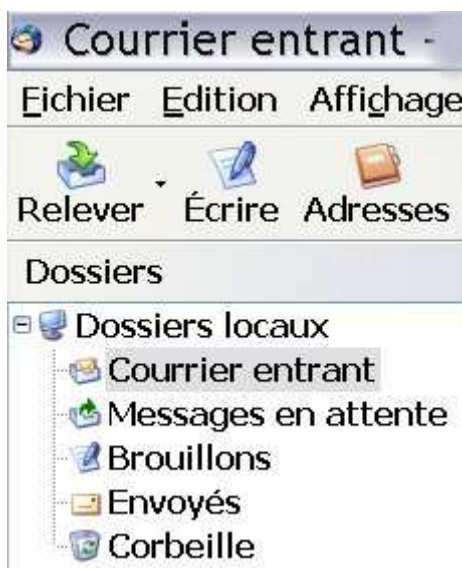 Courrier entrant -
Fichier Edition Affichage
Relever Écrire Adresses
Dossiers
Dossiers locaux
Courrier entrant
Messages en attente
Brouillons
Envoyés
Corbeille